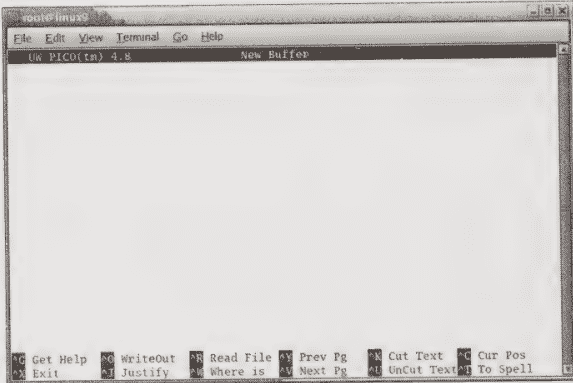 root@linux0
File Edit View Terminal Go Help
UW PICO(tm) 4.8 New Buffer
^G Get Help ^O WriteOut ^R Read File ^Y Prev Pg ^K Cut Text ^C Cur Pos
^X Exit ^J Justify ^W Where is ^V Next Pg ^U UnCut Text ^T To Spell